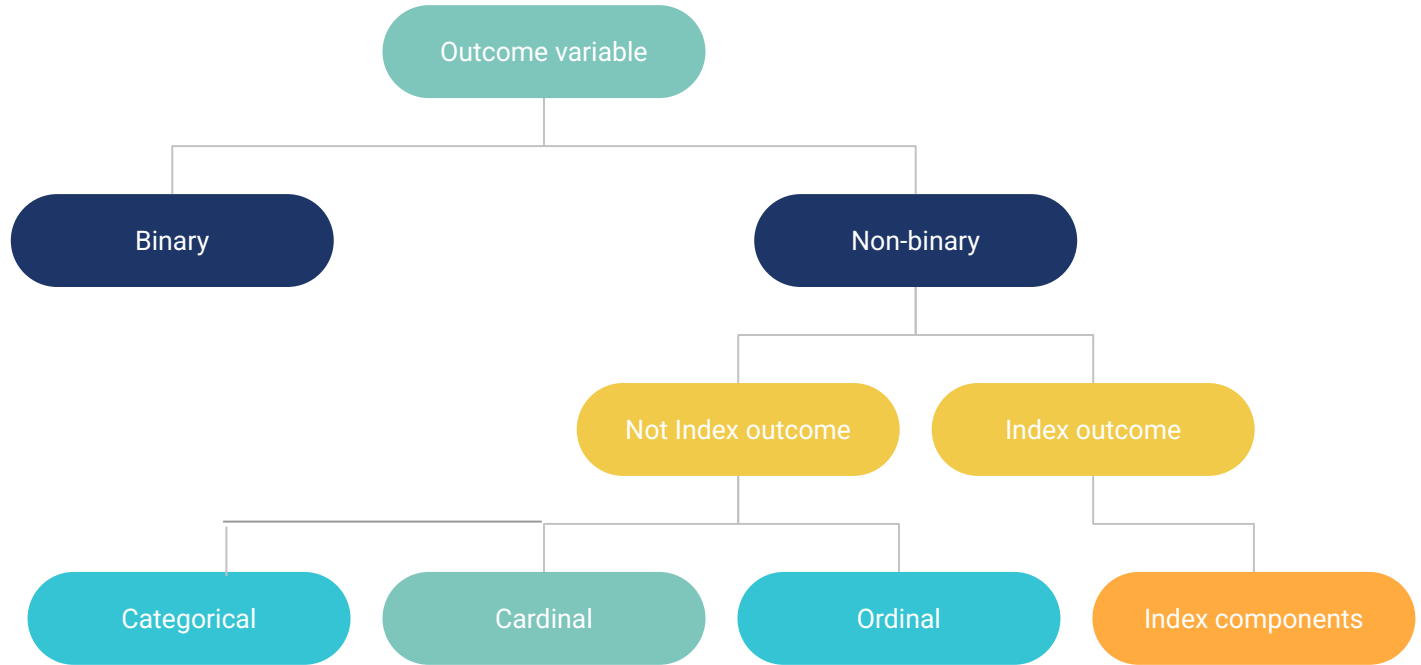 Outcome variable
Binary
Non-binary
Not Index outcome
Index outcome
Categorical
Cardinal
Ordinal
Index components